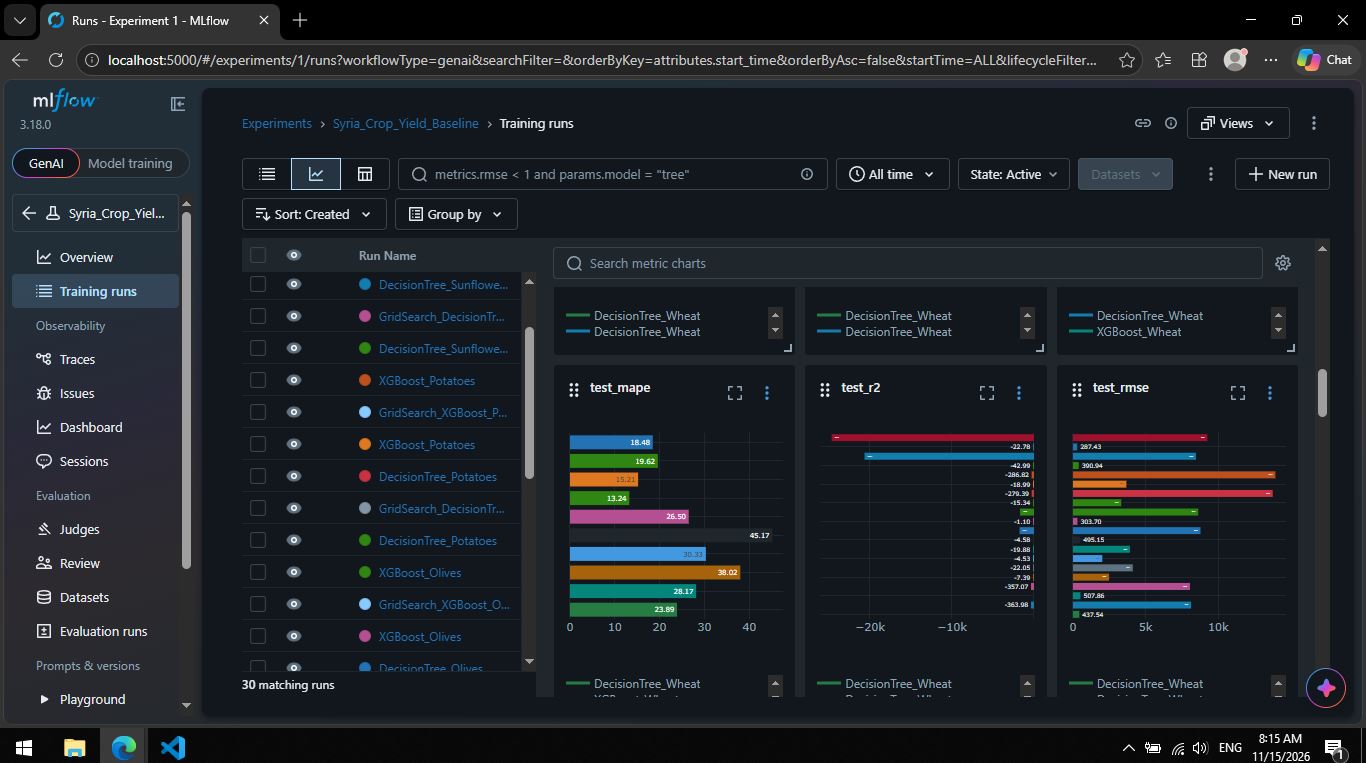 Runs - Experiment 1 - MLflow
localhost:5000/#/experiments/1/runs?workflowType=genai&searchFilter=&orderByKey=attributes.start_time&orderByAsc=false&startTime=ALL&lifecycleFilter...
Chat
mlflow
3.18.0
GenAI
Model training
Syria_Crop_Yiel...
Overview
Training runs
Observability
Traces
Issues
Dashboard
Sessions
Evaluation
Judges
Review
Datasets
Evaluation runs
Prompts & versions
Playground
Experiments > Syria_Crop_Yield_Baseline > Training runs
Views
metrics.rmse < 1 and params.model = "tree"
All time
State: Active
Datasets
New run
Sort: Created
Group by
Run Name
DecisionTree_Sunflowe...
GridSearch_DecisionTr...
DecisionTree_Sunflowe...
XGBoost_Potatoes
GridSearch_XGBoost_P...
XGBoost_Potatoes
DecisionTree_Potatoes
GridSearch_DecisionTr...
DecisionTree_Potatoes
XGBoost_Olives
GridSearch_XGBoost_O...
XGBoost_Olives
DecisionTree_Olives
30 matching runs
Search metric charts
DecisionTree_Wheat
DecisionTree_Wheat
DecisionTree_Wheat
DecisionTree_Wheat
DecisionTree_Wheat
XGBoost_Wheat
test_mape
18.48
19.62
15.21
13.24
26.50
45.17
30.33
38.02
28.17
23.89
0 10 20 30 40
DecisionTree_Wheat
XGBoost_Wheat
test_r2
-22.78
-42.99
-286.82
-18.99
-279.39
-15.34
-1.10
-4.58
-19.88
-4.53
-22.05
-7.39
-357.07
-363.98
−20k −10k
DecisionTree_Wheat
DecisionTree_Wheat
test_rmse
287.43
390.94
303.70
495.15
507.86
437.54
0 5k 10k
DecisionTree_Wheat
DecisionTree_Wheat
ENG
8:15 AM
11/15/2026
1